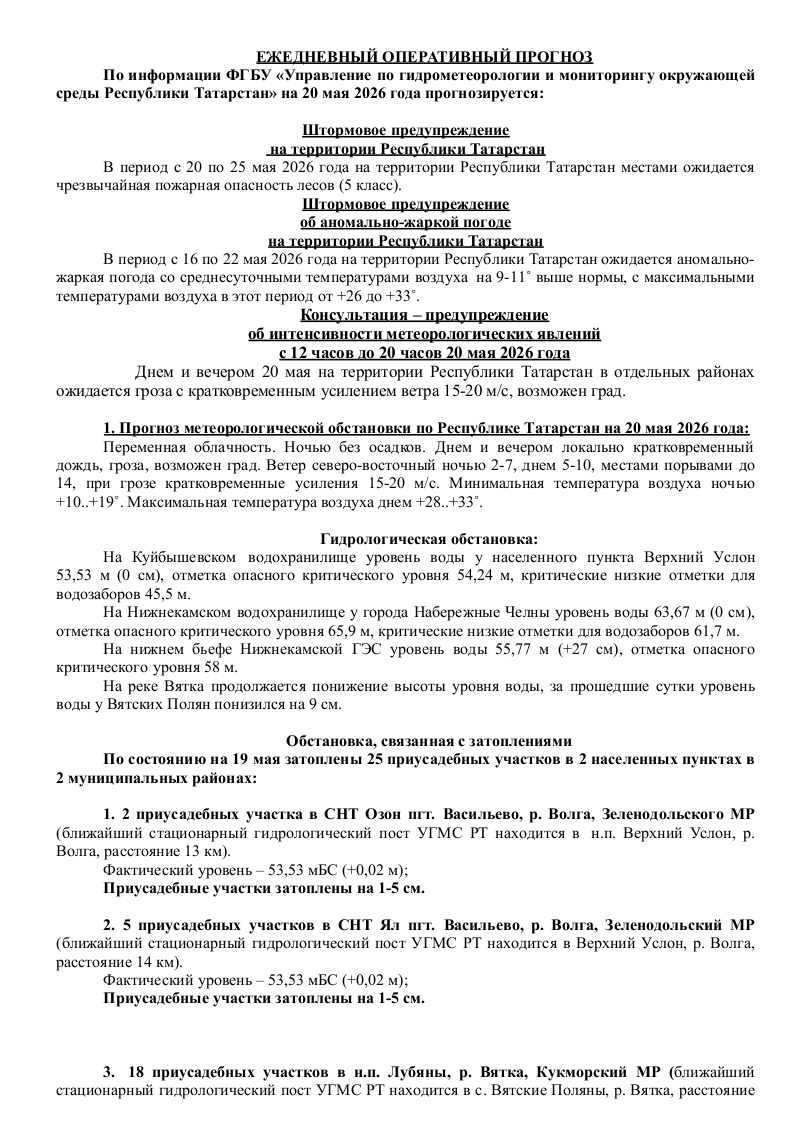 ЕЖЕДНЕВНЫЙ ОПЕРАТИВНЫЙ ПРОГНОЗ
По информации ФГБУ «Управление по гидрометеорологии и мониторингу окружающей
среды Республики Татарстан» на 20 мая 2026 года прогнозируется:
Штормовое предупреждение
на территории Республики Татарстан
В период с 20 по 25 мая 2026 года на территории Республики Татарстан местами ожидается
чрезвычайная пожарная опасность лесов (5 класс).
Штормовое предупреждение
об аномально-жаркой погоде
на территории Республики Татарстан
В период с 16 по 22 мая 2026 года на территории Республики Татарстан ожидается аномально-
жаркая погода со среднесуточными температурами воздуха на 9-11˚ выше нормы, с максимальными
температурами воздуха в этот период от +26 до +33˚.
Консультация – предупреждение
об интенсивности метеорологических явлений
с 12 часов до 20 часов 20 мая 2026 года
Днем и вечером 20 мая на территории Республики Татарстан в отдельных районах
ожидается гроза с кратковременным усилением ветра 15-20 м/с, возможен град.
1. Прогноз метеорологической обстановки по Республике Татарстан на 20 мая 2026 года:
Переменная облачность. Ночью без осадков. Днем и вечером локально кратковременный
дождь, гроза, возможен град. Ветер северо-восточный ночью 2-7, днем 5-10, местами порывами до
14, при грозе кратковременные усиления 15-20 м/с. Минимальная температура воздуха ночью
+10..+19˚. Максимальная температура воздуха днем +28..+33˚.
Гидрологическая обстановка:
На Куйбышевском водохранилище уровень воды у населенного пункта Верхний Услон
53,53 м (0 см), отметка опасного критического уровня 54,24 м, критические низкие отметки для
водозаборов 45,5 м.
На Нижнекамском водохранилище у города Набережные Челны уровень воды 63,67 м (0 см),
отметка опасного критического уровня 65,9 м, критические низкие отметки для водозаборов 61,7 м.
На нижнем бьефе Нижнекамской ГЭС уровень воды 55,77 м (+27 см), отметка опасного
критического уровня 58 м.
На реке Вятка продолжается понижение высоты уровня воды, за прошедшие сутки уровень
воды у Вятских Полян понизился на 9 см.
Обстановка, связанная с затоплениями
По состоянию на 19 мая затоплены 25 приусадебных участков в 2 населенных пунктах в
2 муниципальных районах:
1. 2 приусадебных участка в СНТ Озон пгт. Васильево, р. Волга, Зеленодольского МР
(ближайший стационарный гидрологический пост УГМС РТ находится в н.п. Верхний Услон, р.
Волга, расстояние 13 км).
Фактический уровень – 53,53 мБС (+0,02 м);
Приусадебные участки затоплены на 1-5 см.
2. 5 приусадебных участков в СНТ Ял пгт. Васильево, р. Волга, Зеленодольский МР
(ближайший стационарный гидрологический пост УГМС РТ находится в Верхний Услон, р. Волга,
расстояние 14 км).
Фактический уровень – 53,53 мБС (+0,02 м);
Приусадебные участки затоплены на 1-5 см.
3. 18 приусадебных участков в н.п. Лубяны, р. Вятка, Кукморский МР (ближайший
стационарный гидрологический пост УГМС РТ находится в с. Вятские Поляны, р. Вятка, расстояние